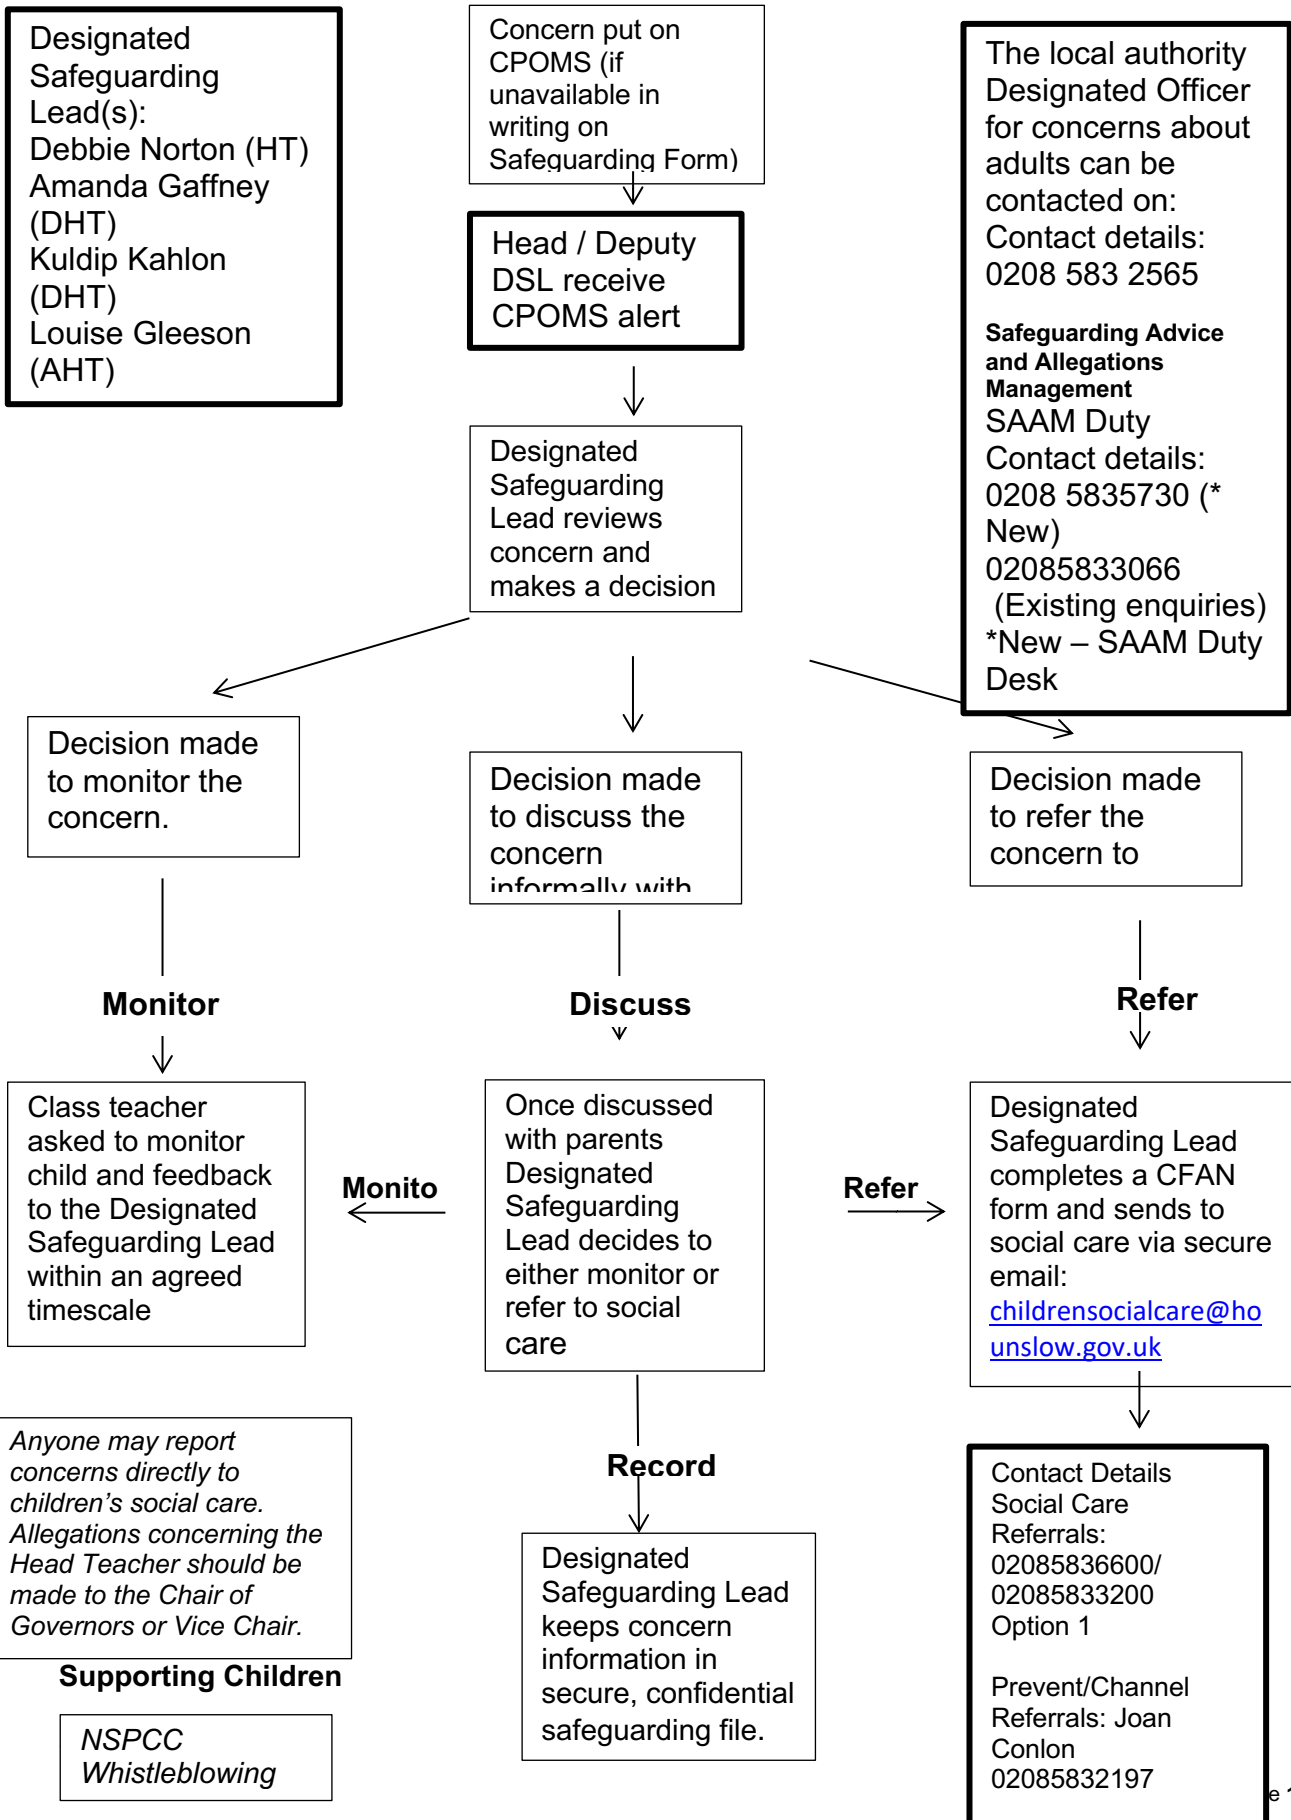 Designated
Safeguarding
Lead(s):
Debbie Norton (HT)
Amanda Gaffney
(DHT)
Kuldip Kahlon
(DHT)
Louise Gleeson
(AHT)
Concern put on
CPOMS (if
unavailable in
writing on
Safeguarding Form)
The local authority
Designated Officer
for concerns about
adults can be
contacted on:
Contact details:
0208 583 2565
Safeguarding Advice
and Allegations
Management
SAAM Duty
Contact details:
0208 5835730 (*
New)
02085833066
(Existing enquiries)
*New – SAAM Duty
Desk
Head / Deputy
DSL receive
CPOMS alert
Designated
Safeguarding
Lead reviews
concern and
makes a decision
Decision made
to monitor the
concern.
Decision made
to discuss the
concern
informally with
Decision made
to refer the
concern to
Monitor
Discuss
Refer
Class teacher
asked to monitor
child and feedback
to the Designated
Safeguarding Lead
within an agreed
timescale
Monito
Once discussed
with parents
Designated
Safeguarding
Lead decides to
either monitor or
refer to social
care
Refer
Designated
Safeguarding Lead
completes a CFAN
form and sends to
social care via secure
email:
childrensocialcare@ho
unslow.gov.uk
Anyone may report
concerns directly to
children’s social care.
Allegations concerning the
Head Teacher should be
made to the Chair of
Governors or Vice Chair.
Record
Designated
Safeguarding Lead
keeps concern
information in
secure, confidential
safeguarding file.
Contact Details
Social Care
Referrals:
02085836600/
02085833200
Option 1
Prevent/Channel
Referrals: Joan
Conlon
02085832197
Supporting Children
NSPCC
Whistleblowing
e 1